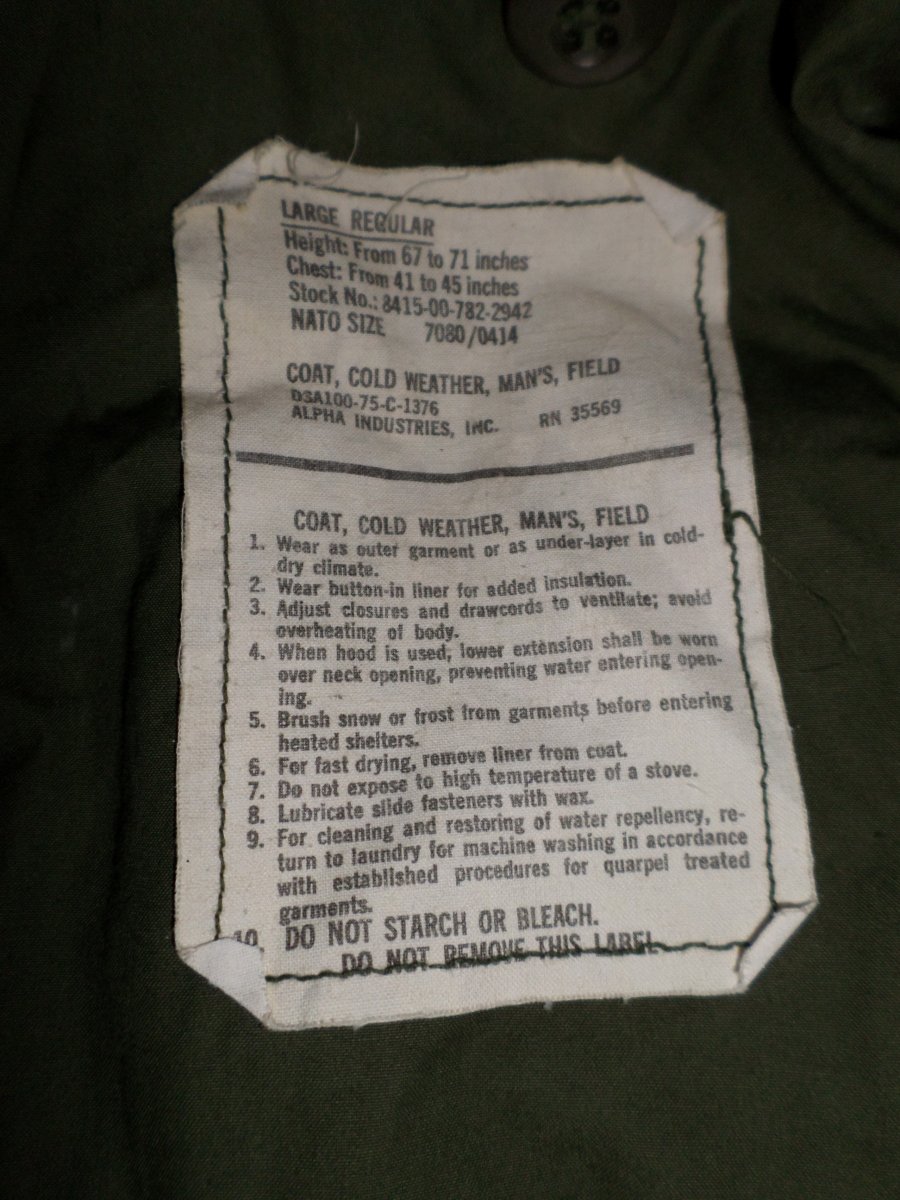 LARGE REGULAR
Height: From 67 to 71 inches
Chest: From 41 to 45 inches
Stock No.: 8415-00-782-2942
NATO SIZE 7080/0414
COAT, COLD WEATHER, MAN'S, FIELD
DSA100-75-C-1376
ALPHA INDUSTRIES, INC. RN 35569
COAT, COLD WEATHER, MAN'S, FIELD
1. Wear as outer garment or as under-layer in cold-
dry climate.
2. Wear button-in liner for added insulation.
3. Adjust closures and drawcords to ventilate; avoid
overheating of body.
4. When hood is used, lower extension shall be worn
over neck opening, preventing water entering open-
ing.
5. Brush snow or frost from garments before entering
heated shelters.
6. For fast drying, remove liner from coat.
7. Do not expose to high temperature of a stove.
8. Lubricate slide fasteners with wax.
9. For cleaning and restoring of water repellency, re-
turn to laundry for machine washing in accordance
with established procedures for quarpel treated
garments.
10. DO NOT STARCH OR BLEACH.
DO NOT REMOVE THIS LABEL